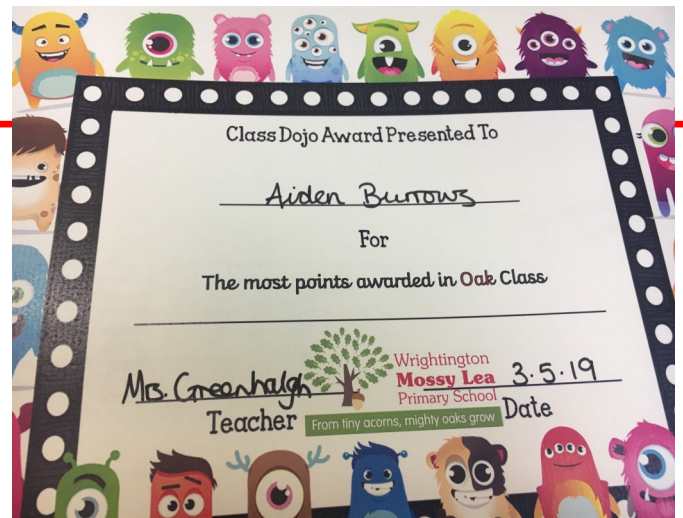 Class Dojo Award Presented To
Aiden Burrows
For
The most points awarded in Oak Class
Wrightington
Mossy Lea
Primary School
Mrs. Greenhalgh
3.5.19
Teacher
From tiny acorns, mighty oaks grow
Date